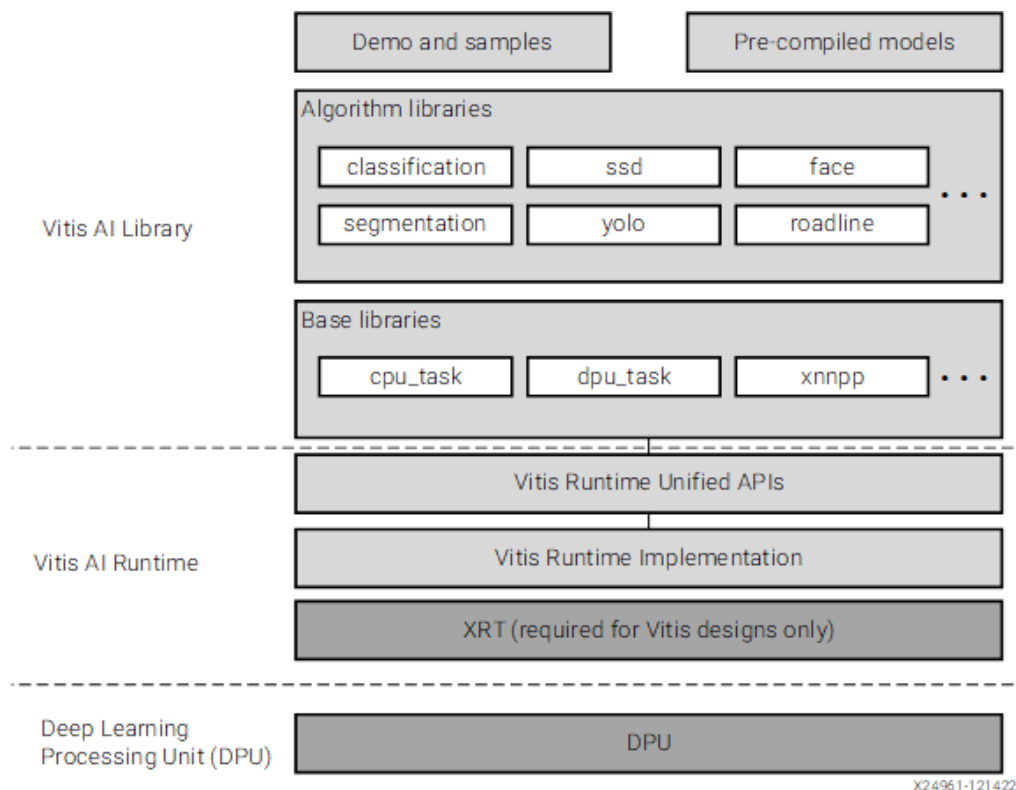 Demo and samples
Pre-compiled models
Algorithm libraries
classification
ssd
face
segmentation
yolo
roadline
. . .
Vitis AI Library
Base libraries
cpu_task
dpu_task
xnnpp
. . .
Vitis Runtime Unified APIs
Vitis AI Runtime
Vitis Runtime Implementation
XRT (required for Vitis designs only)
Deep Learning
Processing Unit (DPU)
DPU
X24961-121422